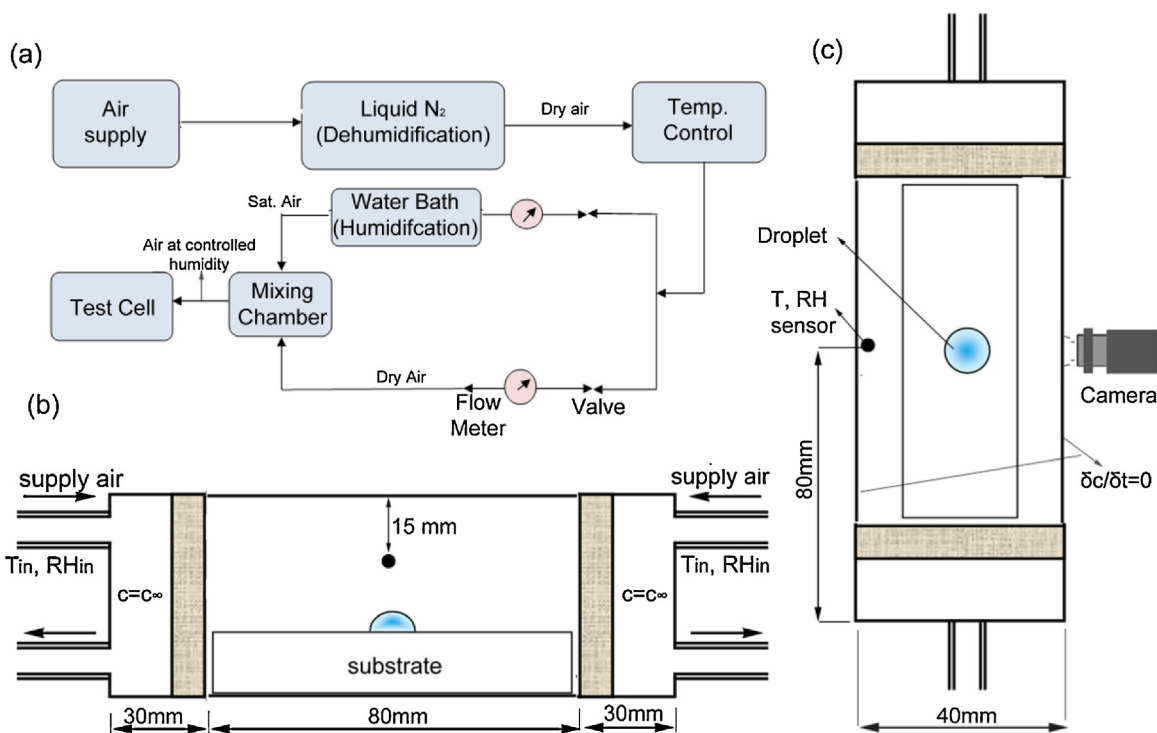 (a)
Air
supply
Liquid N₂
(Dehumidification)
Dry air
Temp.
Control
Sat. Air
Water Bath
(Humidifcation)
Air at controlled
humidity
Test Cell
Mixing
Chamber
Dry Air
Flow
Meter
Valve
(b)
supply air
supply air
15 mm
Tin, RHin
Tin, RHin
c=c∞
c=c∞
substrate
30mm
80mm
30mm
(c)
Droplet
T, RH
sensor
Camera
80mm
δc/δt=0
40mm